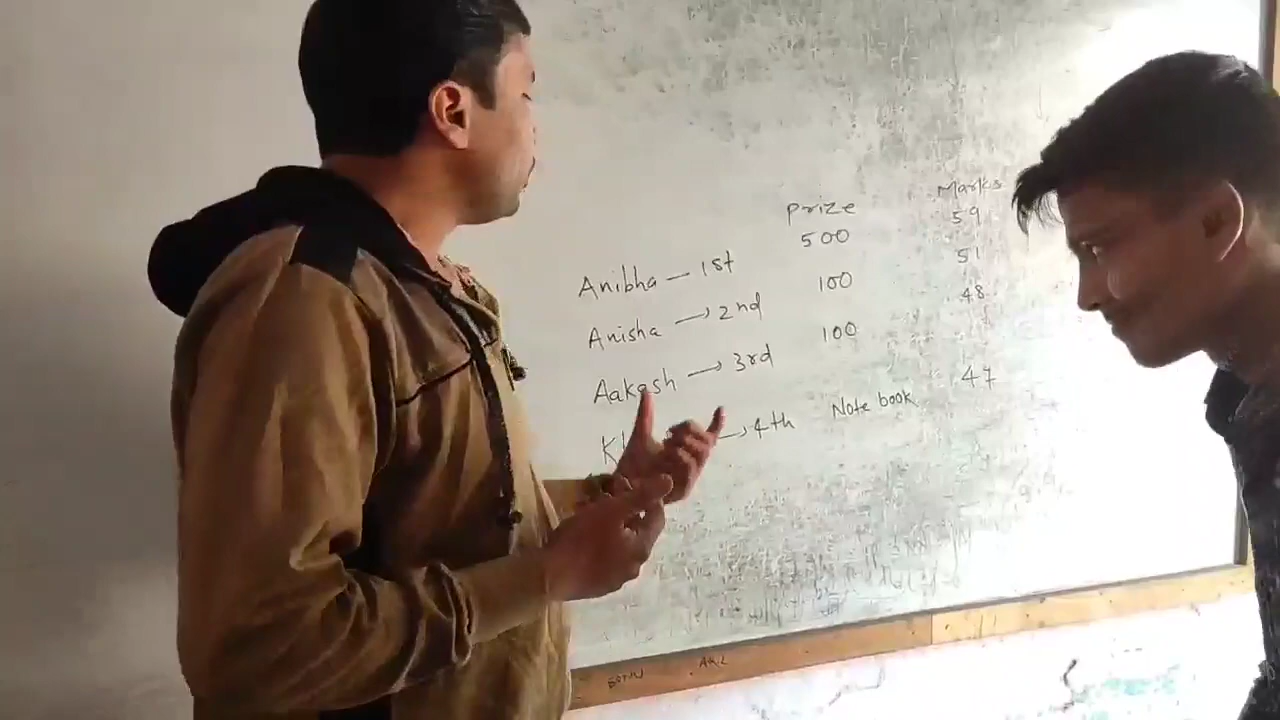 prize Marks
Anibha — 1st 500 59
Anisha → 2nd 100 51
Aakash → 3rd 100 48
→ 4th Note book 47